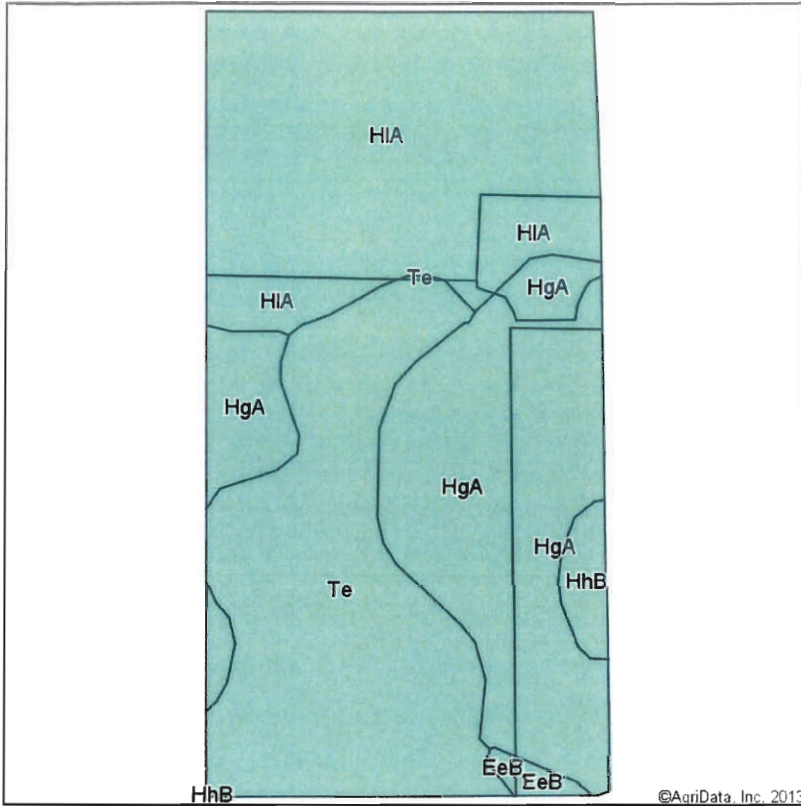 HlA
HlA
HgA
Te
HlA
HgA
HgA
HgA
HhB
Te
EeB
EeB
HhB
©AgriData, Inc. 2013